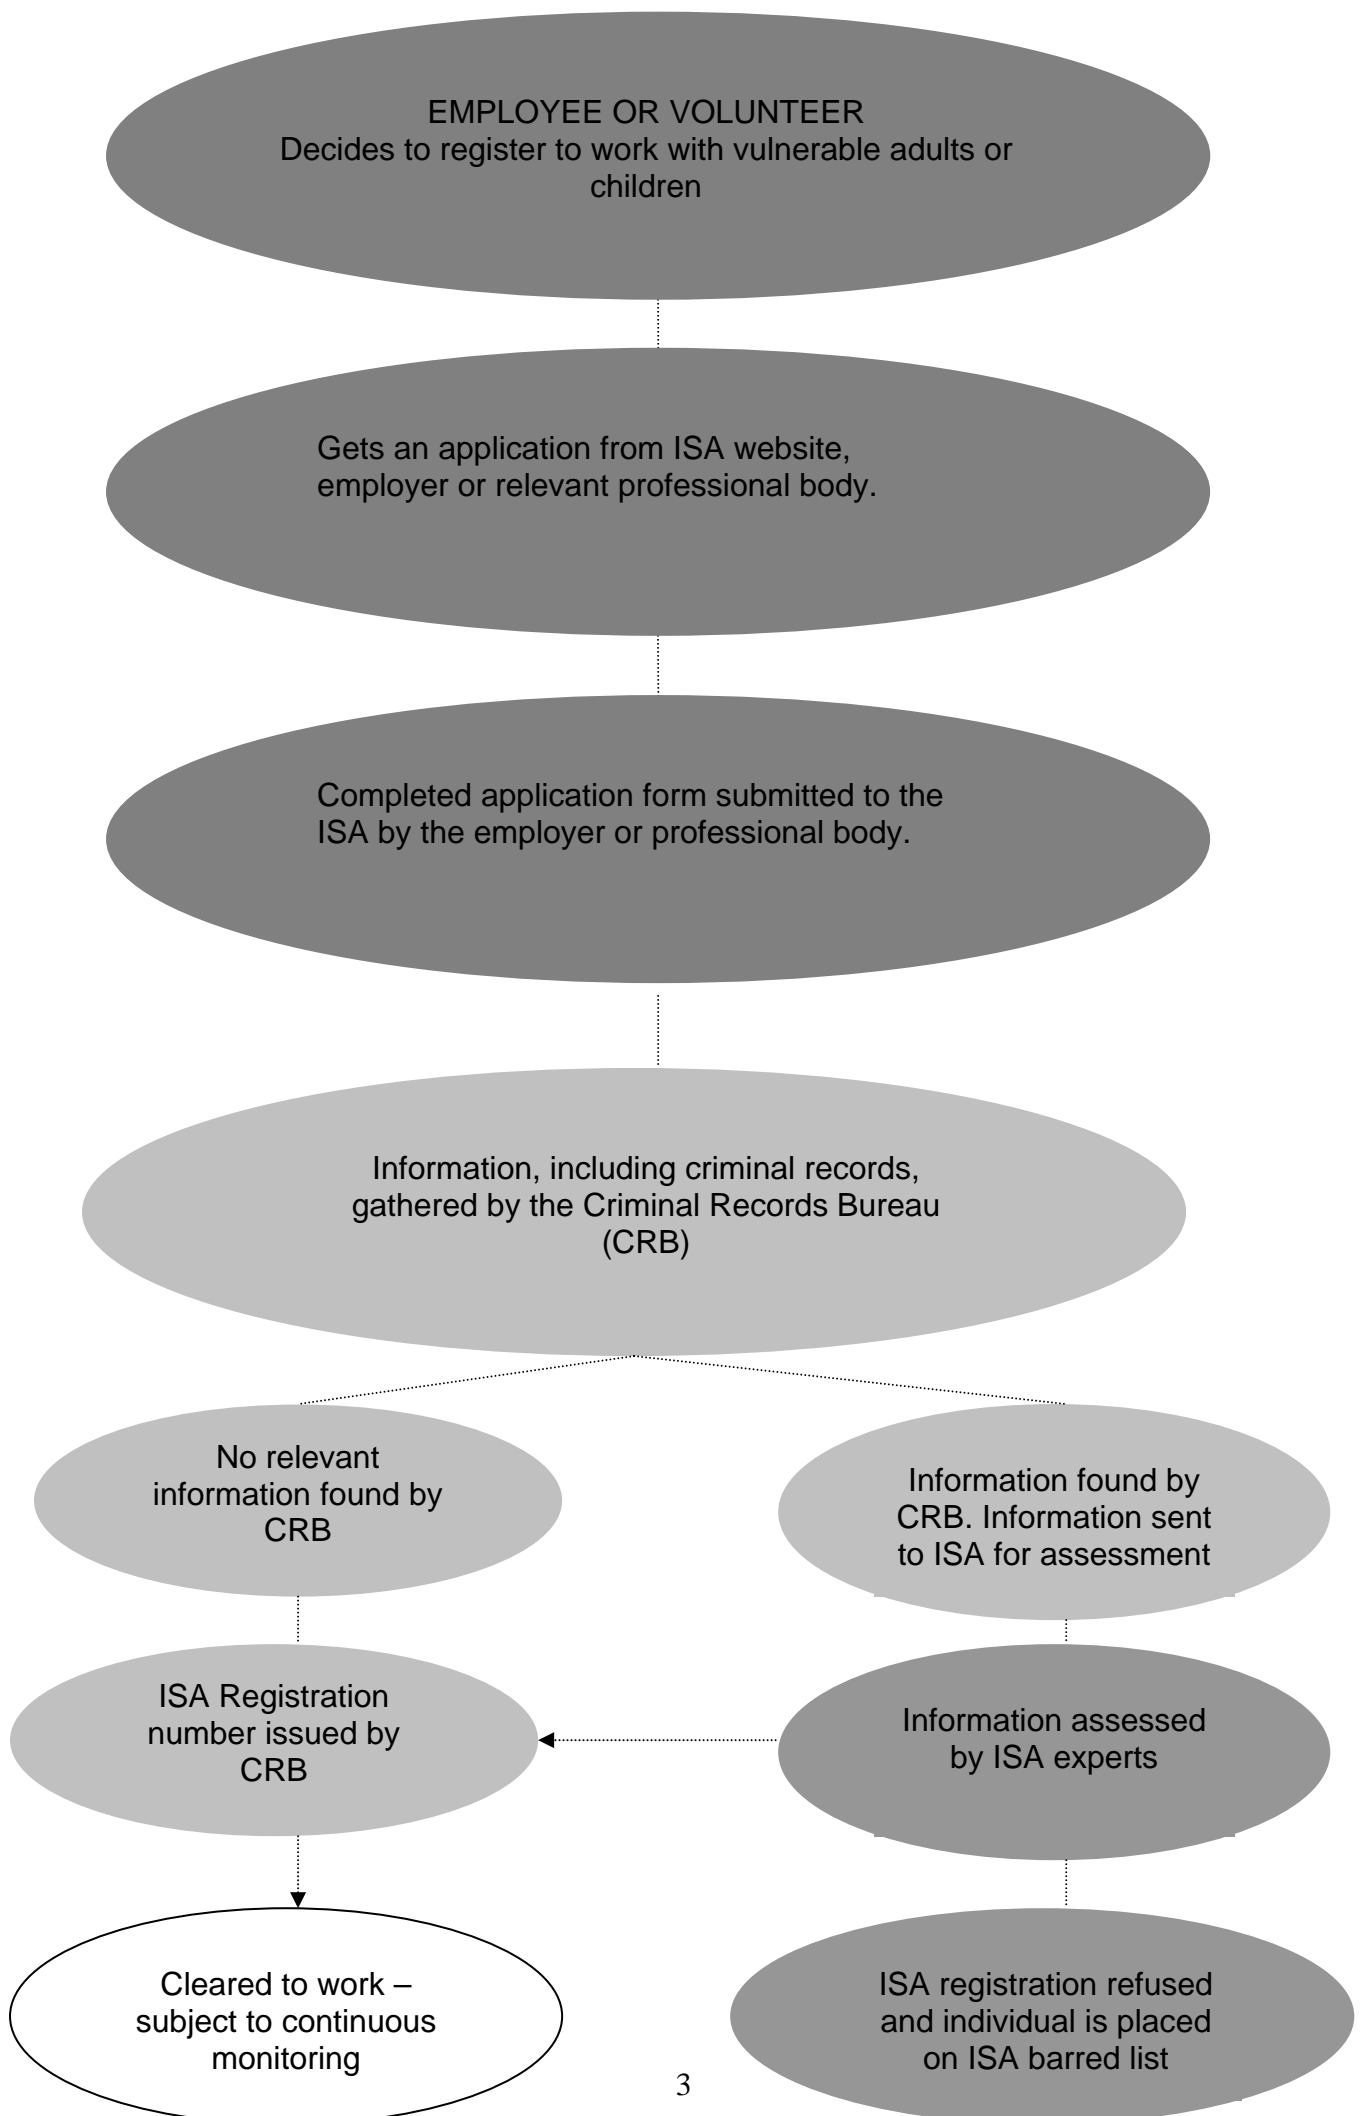 EMPLOYEE OR VOLUNTEER
Decides to register to work with vulnerable adults or
children
Gets an application from ISA website,
employer or relevant professional body.
Completed application form submitted to the
ISA by the employer or professional body.
Information, including criminal records,
gathered by the Criminal Records Bureau
(CRB)
No relevant
information found by
CRB
Information found by
CRB. Information sent
to ISA for assessment
ISA Registration
number issued by
CRB
Information assessed
by ISA experts
Cleared to work –
subject to continuous
monitoring
ISA registration refused
and individual is placed
on ISA barred list
3